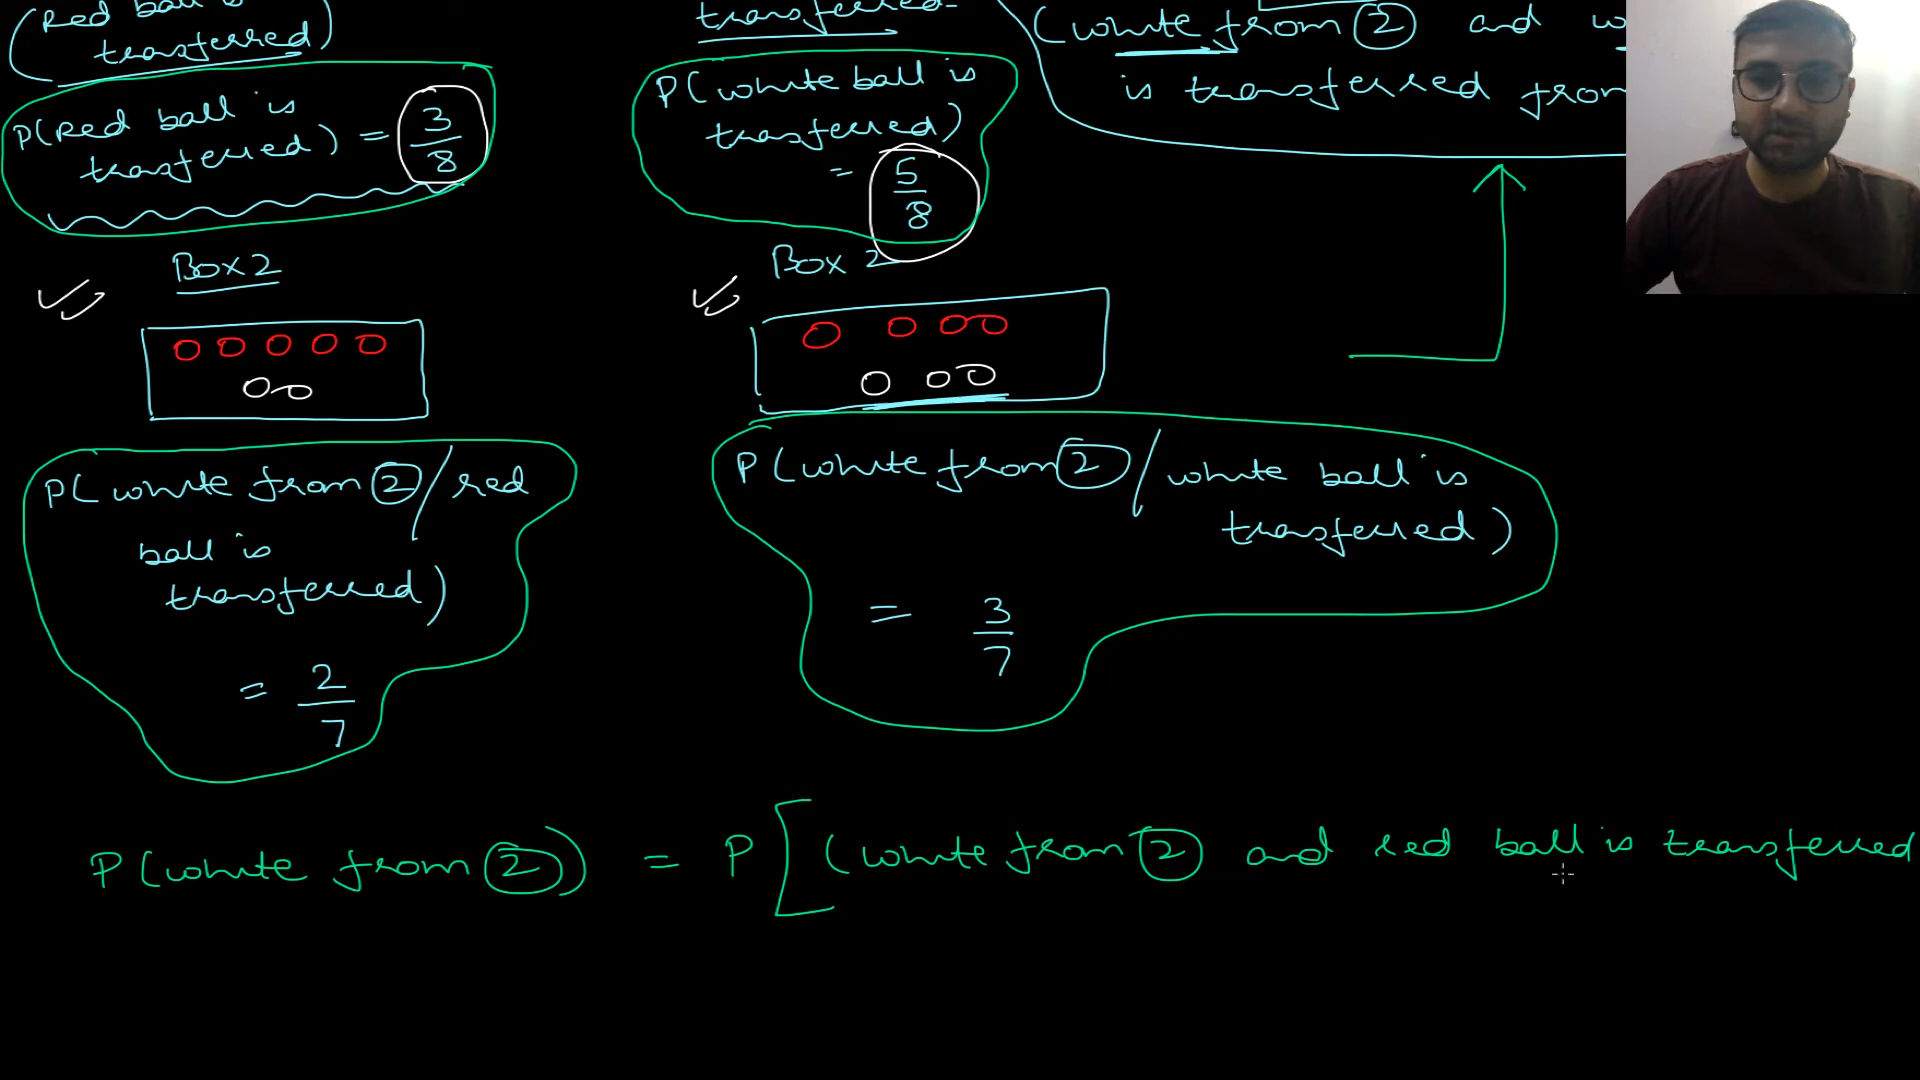 (Red ball is
transferred)
P(Red ball is
transferred) = 3/8
Box 2
P(white from 2 / red
ball is
transferred)
= 2/7
transferred
P(white ball is
transferred)
= 5/8
Box 2
P(white from 2 / white ball is
transferred)
= 3/7
(white from 2 and w
is transferred from
P(white from 2) = P[(white from 2 and red ball is transferred